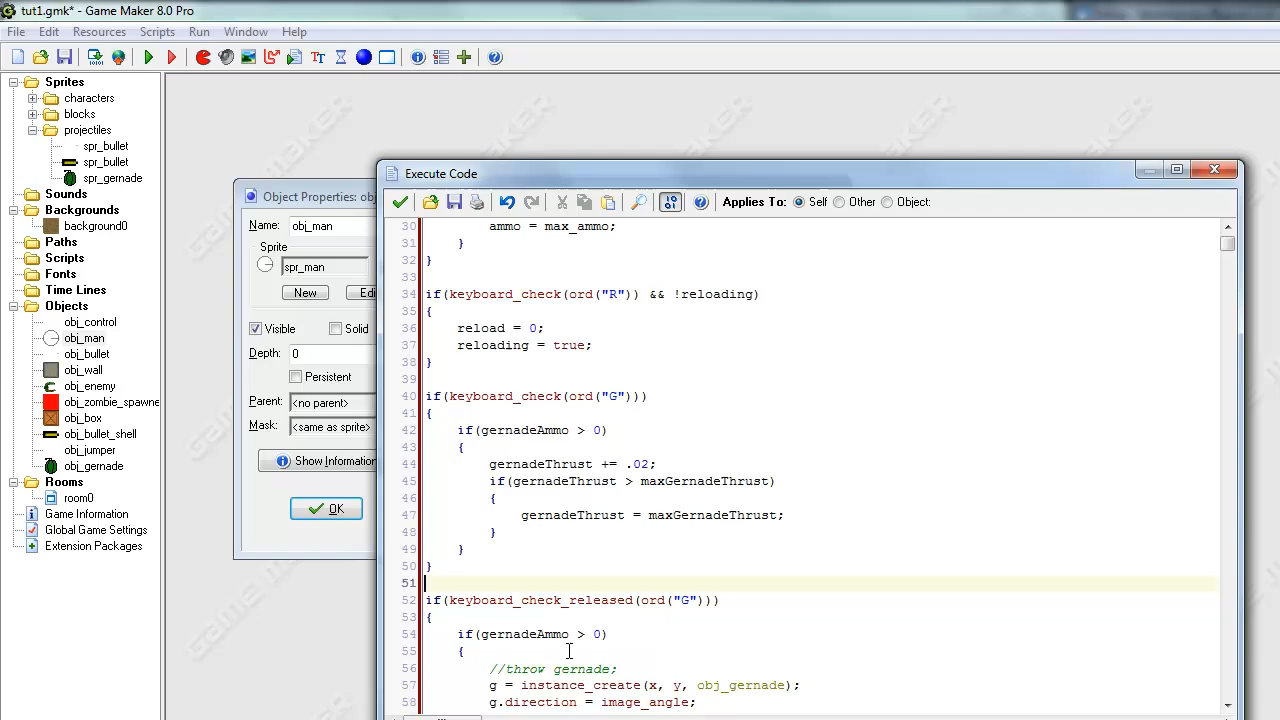 tut1.gmk* - Game Maker 8.0 Pro
File Edit Resources Scripts Run Window Help
Sprites
characters
blocks
projectiles
spr_bullet
spr_bullet
spr_gernade
Sounds
Backgrounds
background0
Paths
Scripts
Fonts
Time Lines
Objects
obj_control
obj_man
obj_bullet
obj_wall
obj_enemy
obj_zombie_spawne
obj_box
obj_bullet_shell
obj_jumper
obj_gernade
Rooms
room0
Game Information
Global Game Settings
Extension Packages
Object Properties: obj
Name: obj_man
Sprite
spr_man
New Edi
Visible Solid
Depth: 0
Persistent
Parent: <no parent>
Mask: <same as sprite>
Show Information
OK
Execute Code
Applies To: Self Other Object:
30 ammo = max_ammo;
31 }
32 }
33
34 if(keyboard_check(ord("R")) && !reloading)
35 {
36 reload = 0;
37 reloading = true;
38 }
39
40 if(keyboard_check(ord("G")))
41 {
42 if(gernadeAmmo > 0)
43 {
44 gernadeThrust += .02;
45 if(gernadeThrust > maxGernadeThrust)
46 {
47 gernadeThrust = maxGernadeThrust;
48 }
49 }
50 }
51
52 if(keyboard_check_released(ord("G")))
53 {
54 if(gernadeAmmo > 0)
55 {
56 //throw gernade;
57 g = instance_create(x, y, obj_gernade);
58 g.direction = image_angle;